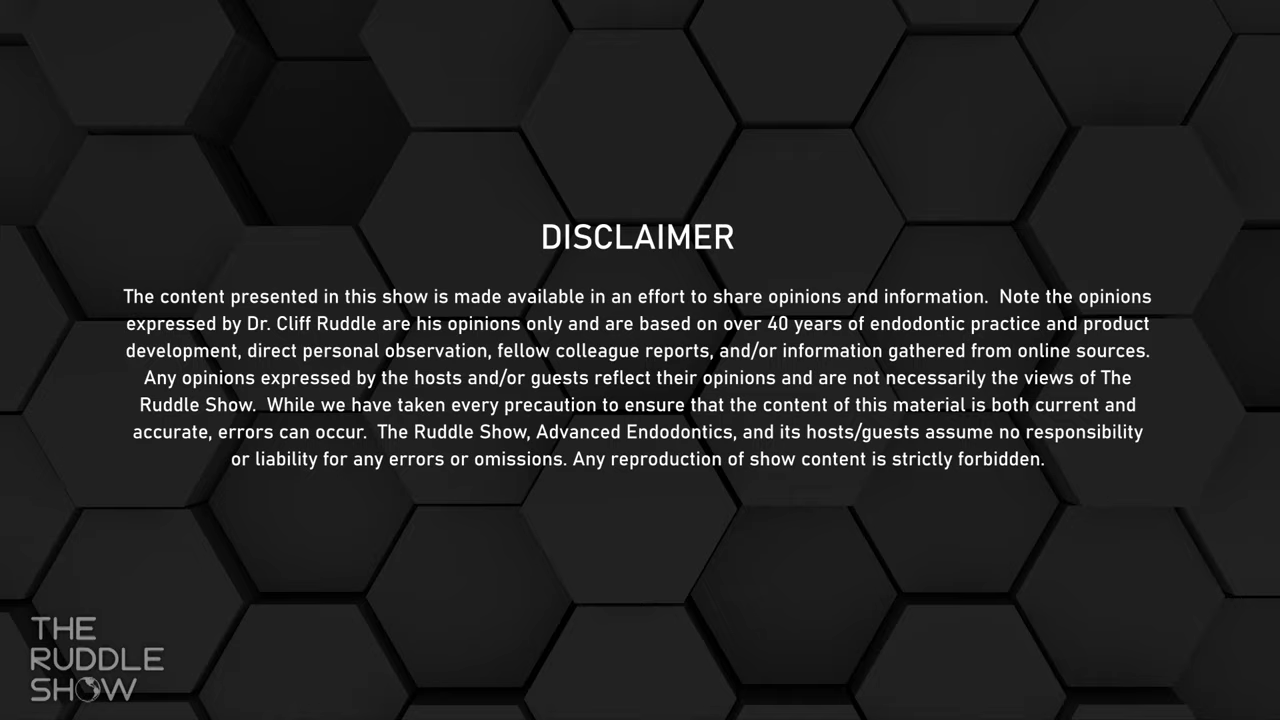 DISCLAIMER
The content presented in this show is made available in an effort to share opinions and information.  Note the opinions
expressed by Dr. Cliff Ruddle are his opinions only and are based on over 40 years of endodontic practice and product
development, direct personal observation, fellow colleague reports, and/or information gathered from online sources.
Any opinions expressed by the hosts and/or guests reflect their opinions and are not necessarily the views of The
Ruddle Show.  While we have taken every precaution to ensure that the content of this material is both current and
accurate, errors can occur.  The Ruddle Show, Advanced Endodontics, and its hosts/guests assume no responsibility
or liability for any errors or omissions. Any reproduction of show content is strictly forbidden.
THE
RUDDLE
SHOW